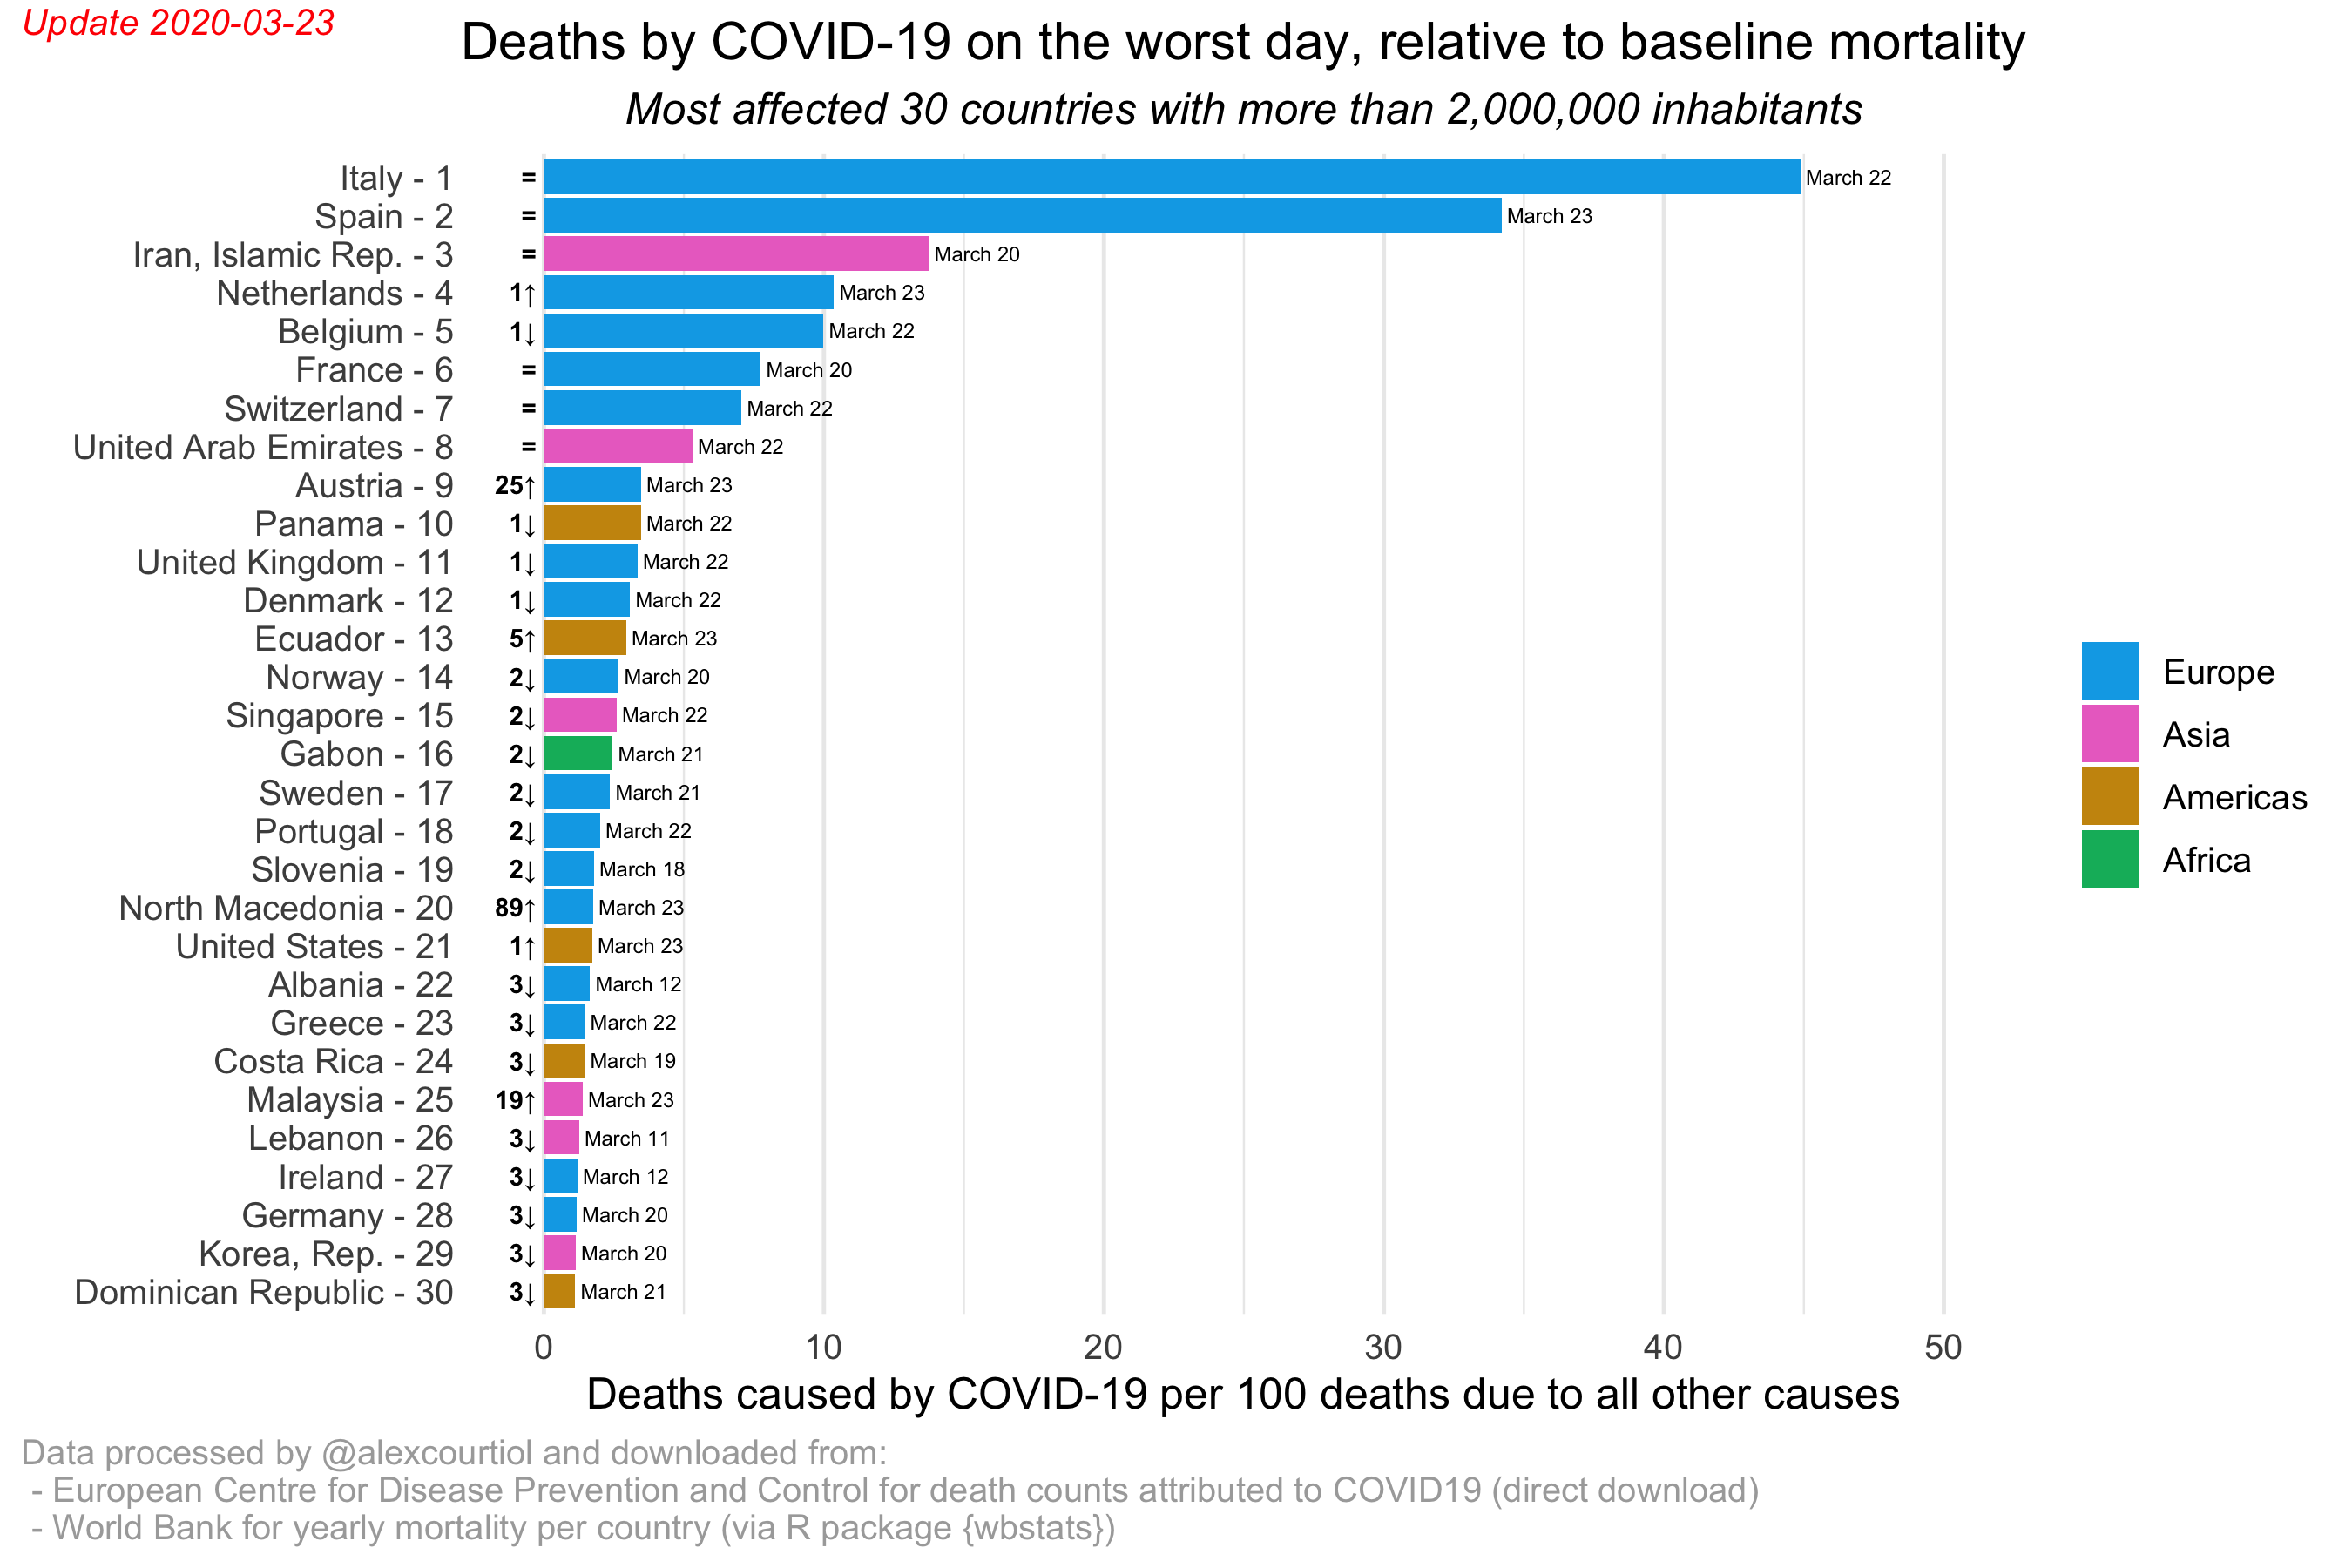 Update 2020-03-23
Deaths by COVID-19 on the worst day, relative to baseline mortality
Most affected 30 countries with more than 2,000,000 inhabitants
Italy - 1 = March 22
Spain - 2 = March 23
Iran, Islamic Rep. - 3 = March 20
Netherlands - 4 1↑ March 23
Belgium - 5 1↓ March 22
France - 6 = March 20
Switzerland - 7 = March 22
United Arab Emirates - 8 = March 22
Austria - 9 25↑ March 23
Panama - 10 1↓ March 22
United Kingdom - 11 1↓ March 22
Denmark - 12 1↓ March 22
Ecuador - 13 5↑ March 23
Norway - 14 2↓ March 20
Singapore - 15 2↓ March 22
Gabon - 16 2↓ March 21
Sweden - 17 2↓ March 21
Portugal - 18 2↓ March 22
Slovenia - 19 2↓ March 18
North Macedonia - 20 89↑ March 23
United States - 21 1↑ March 23
Albania - 22 3↓ March 12
Greece - 23 3↓ March 22
Costa Rica - 24 3↓ March 19
Malaysia - 25 19↑ March 23
Lebanon - 26 3↓ March 11
Ireland - 27 3↓ March 12
Germany - 28 3↓ March 20
Korea, Rep. - 29 3↓ March 20
Dominican Republic - 30 3↓ March 21
Europe
Asia
Americas
Africa
0 10 20 30 40 50
Deaths caused by COVID-19 per 100 deaths due to all other causes
Data processed by @alexcourtiol and downloaded from:
- European Centre for Disease Prevention and Control for death counts attributed to COVID19 (direct download)
- World Bank for yearly mortality per country (via R package {wbstats})